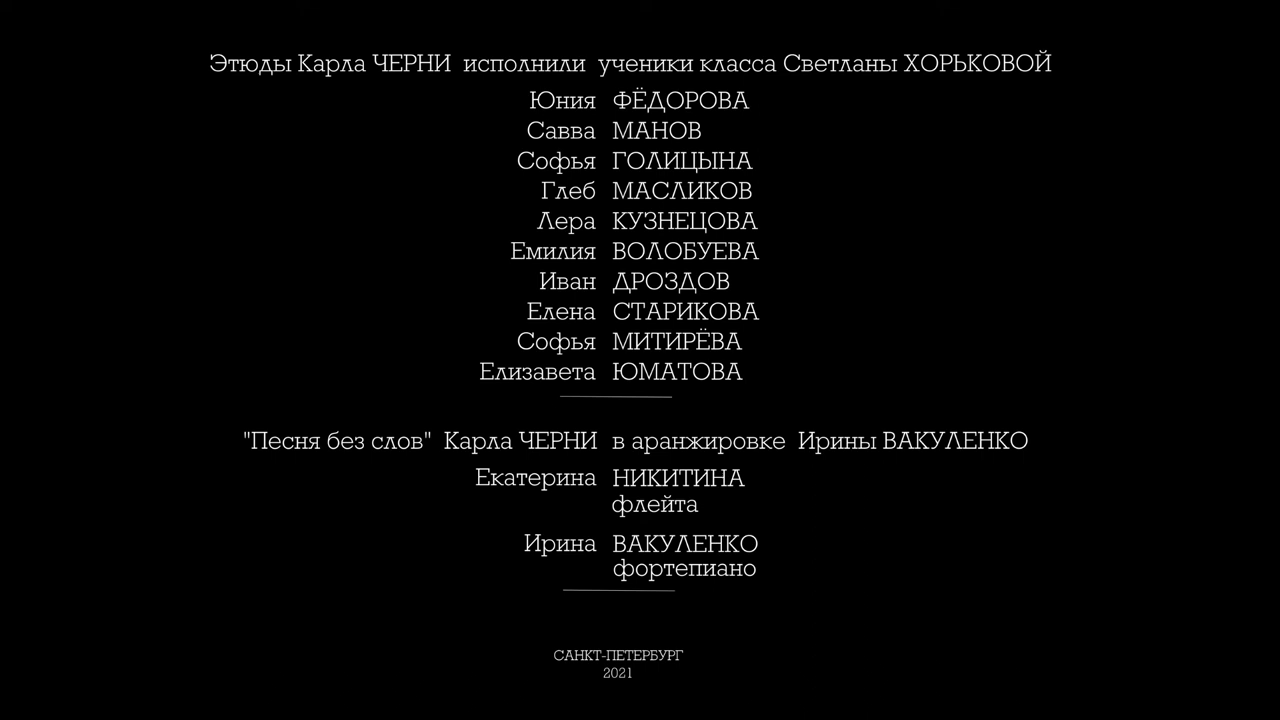 Этюды Карла ЧЕРНИ исполнили ученики класса Светланы ХОРЬКОВОЙ
Юния ФЁДОРОВА
Савва МАНОВ
Софья ГОЛИЦЫНА
Глеб МАСЛИКОВ
Лера КУЗНЕЦОВА
Емилия ВОЛОБУЕВА
Иван ДРОЗДОВ
Елена СТАРИКОВА
Софья МИТИРЁВА
Елизавета ЮМАТОВА
"Песня без слов" Карла ЧЕРНИ в аранжировке Ирины ВАКУЛЕНКО
Екатерина НИКИТИНА
флейта
Ирина ВАКУЛЕНКО
фортепиано
САНКТ-ПЕТЕРБУРГ
2021